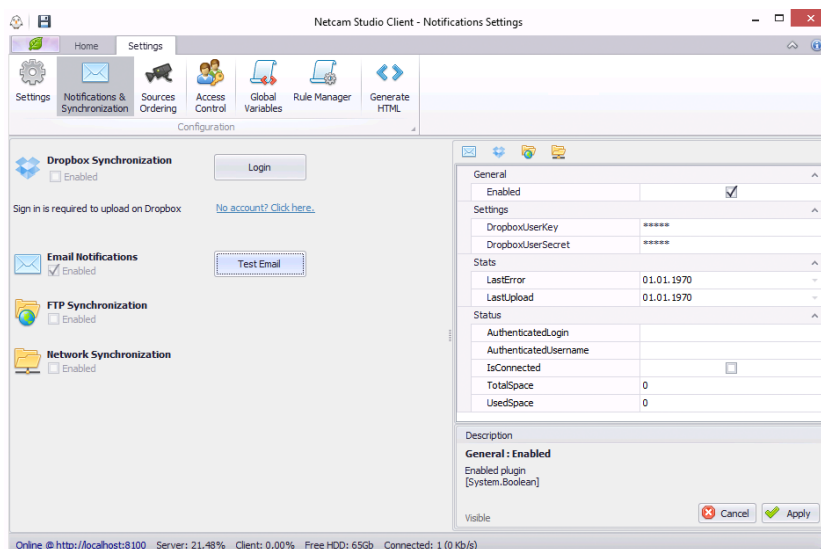 Netcam Studio Client - Notifications Settings
Home Settings
Settings
Notifications & Synchronization
Sources Ordering
Access Control
Global Variables
Rule Manager
Generate HTML
Configuration
Dropbox Synchronization
Enabled
Login
Sign in is required to upload on Dropbox
No account? Click here.
Email Notifications
Enabled
Test Email
FTP Synchronization
Enabled
Network Synchronization
Enabled
General
Enabled
Settings
DropboxUserKey *****
DropboxUserSecret *****
Stats
LastError 01.01.1970
LastUpload 01.01.1970
Status
AuthenticatedLogin
AuthenticatedUsername
IsConnected
TotalSpace 0
UsedSpace 0
Description
General : Enabled
Enabled plugin
[System.Boolean]
Visible
Cancel Apply
Online @ http://localhost:8100 Server: 21.48% Client: 0.00% Free HDD: 65Gb Connected: 1 (0 Kb/s)